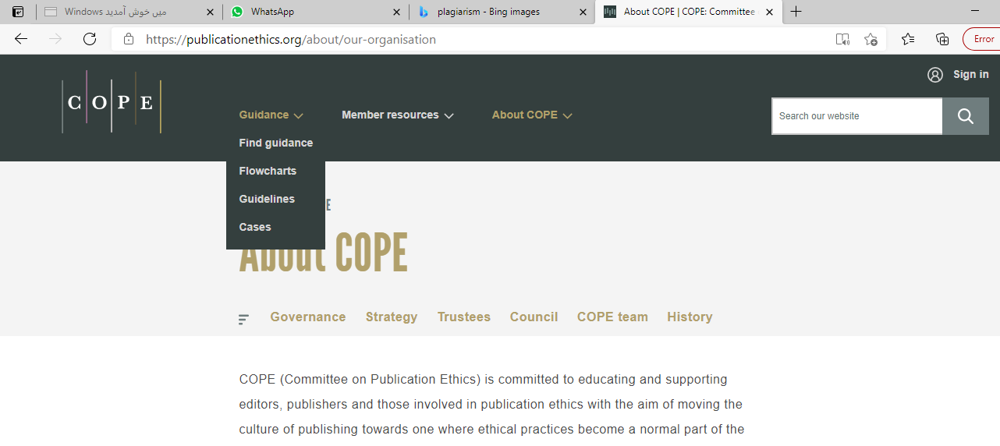 Windows میں خوش آمدید
WhatsApp
plagiarism - Bing images
About COPE | COPE: Committee
https://publicationethics.org/about/our-organisation
Error
Sign in
COPE
Guidance
Member resources
About COPE
Search our website
Find guidance
Flowcharts
Guidelines
Cases
E
About COPE
Governance
Strategy
Trustees
Council
COPE team
History
COPE (Committee on Publication Ethics) is committed to educating and supporting
editors, publishers and those involved in publication ethics with the aim of moving the
culture of publishing towards one where ethical practices become a normal part of the